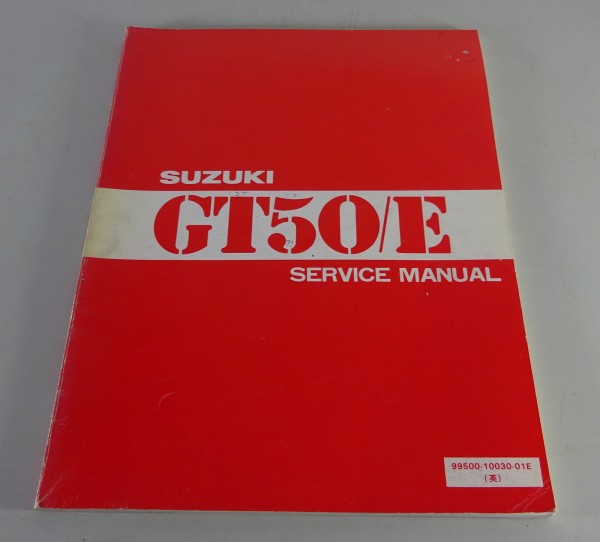 SUZUKI
GT50/E
SERVICE MANUAL
99500-10030-01E
(英)